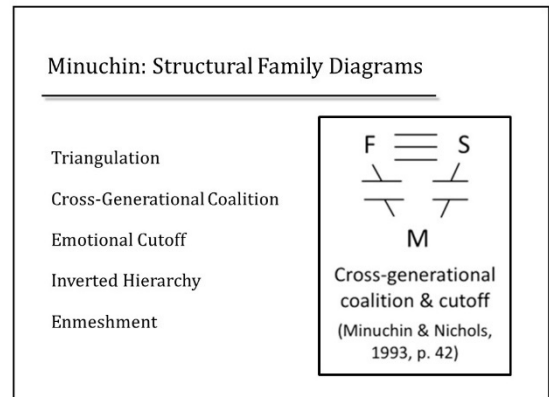 Minuchin: Structural Family Diagrams
Triangulation
Cross-Generational Coalition
Emotional Cutoff
Inverted Hierarchy
Enmeshment
F S
M
Cross-generational
coalition & cutoff
(Minuchin & Nichols,
1993, p. 42)